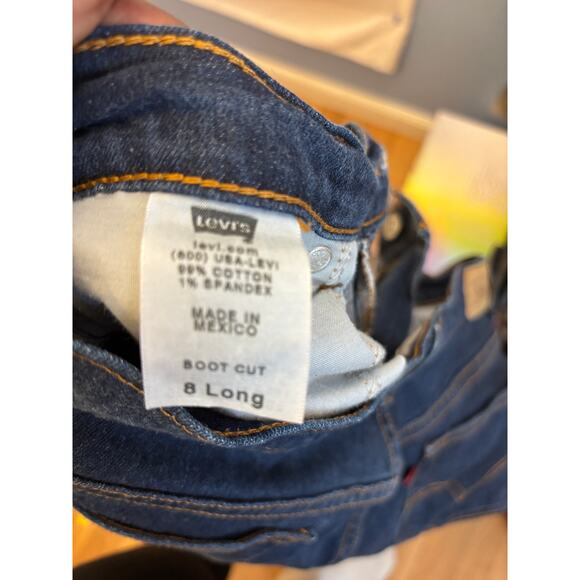 Levi's
levi.com
(800) USA-LEVI
99% COTTON
1% SPANDEX
MADE IN
MEXICO
BOOT CUT
8 Long